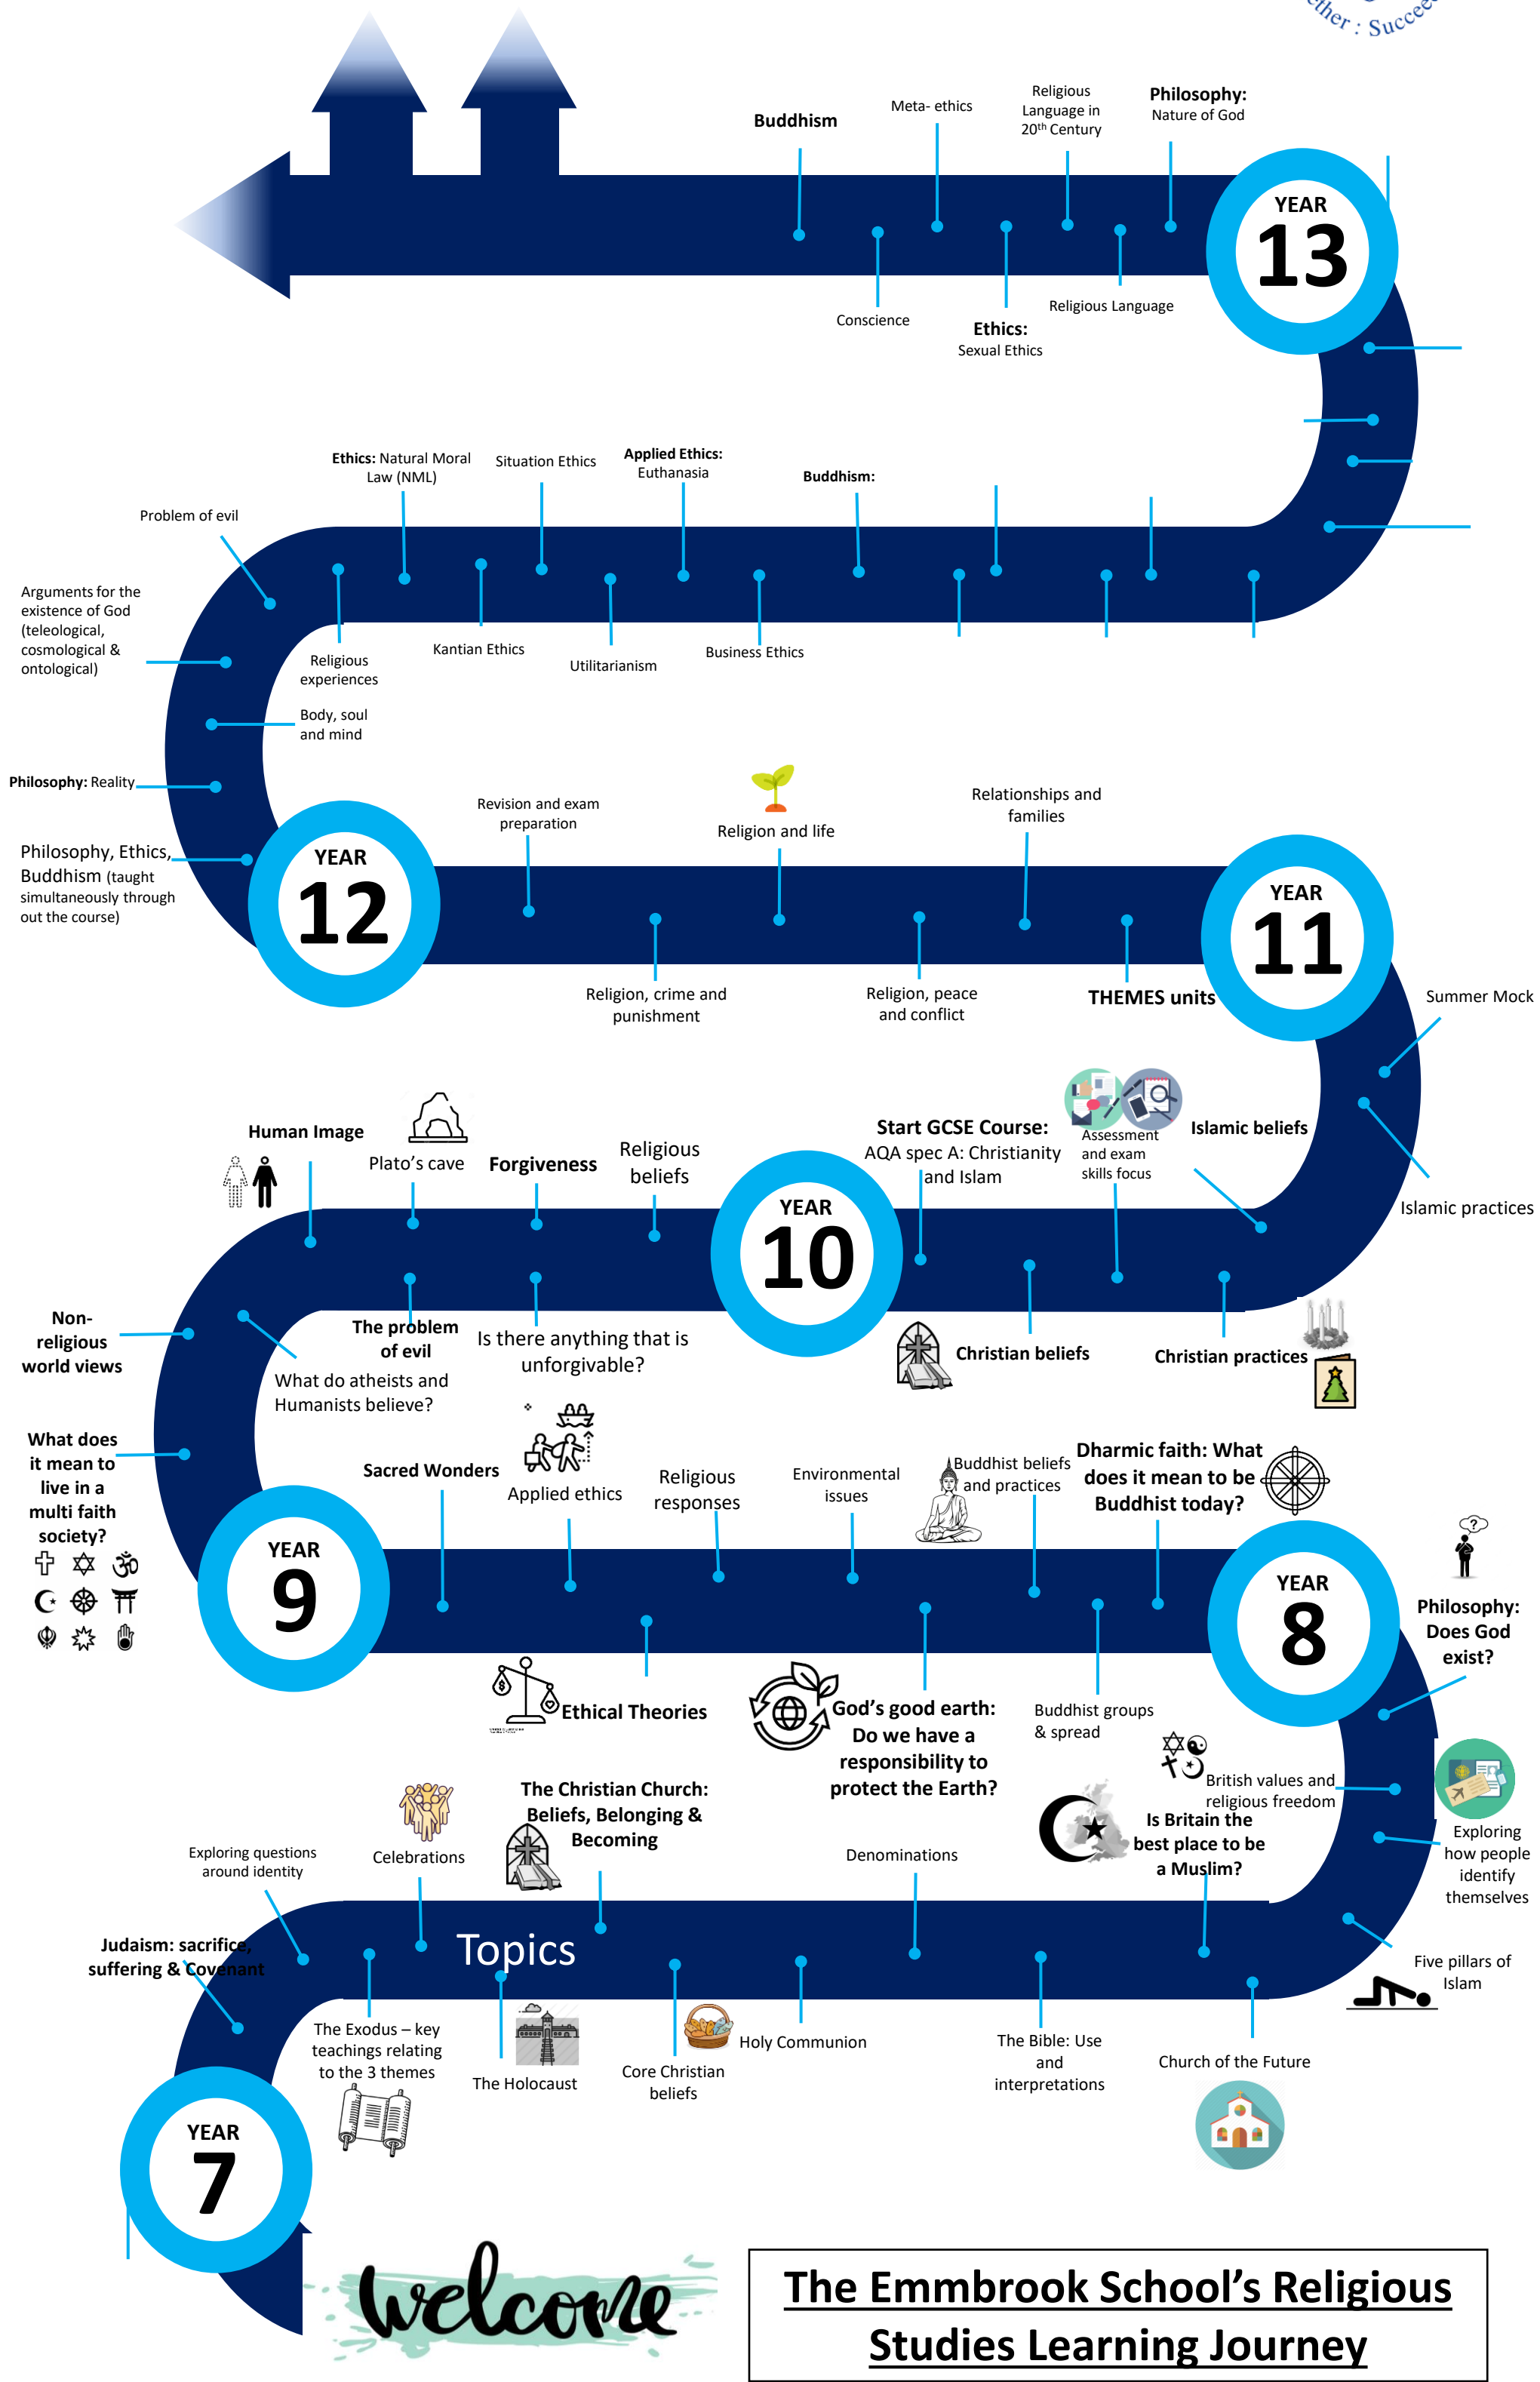 ether : Succee
Buddhism
Meta- ethics
Religious
Language in
20th Century
Philosophy:
Nature of God
YEAR
13
Conscience
Ethics:
Sexual Ethics
Religious Language
Ethics: Natural Moral
Law (NML)
Situation Ethics
Applied Ethics:
Euthanasia
Buddhism:
Problem of evil
Arguments for the
existence of God
(teleological,
cosmological &
ontological)
Religious
experiences
Kantian Ethics
Utilitarianism
Business Ethics
Body, soul
and mind
Philosophy: Reality
Philosophy, Ethics,
Buddhism (taught
simultaneously through
out the course)
YEAR
12
Revision and exam
preparation
Religion and life
Relationships and
families
YEAR
11
Religion, crime and
punishment
Religion, peace
and conflict
THEMES units
Summer Mock
Islamic practices
Human Image
Plato's cave
Forgiveness
Religious
beliefs
YEAR
10
Start GCSE Course:
AQA spec A: Christianity
and Islam
Assessment
and exam
skills focus
Islamic beliefs
Non-
religious
world views
What do atheists and
Humanists believe?
The problem
of evil
Is there anything that is
unforgivable?
Christian beliefs
Christian practices
What does
it mean to
live in a
multi faith
society?
YEAR
9
Sacred Wonders
Applied ethics
Religious
responses
Environmental
issues
Buddhist beliefs
and practices
Dharmic faith: What
does it mean to be
Buddhist today?
YEAR
8
Ethical Theories
God's good earth:
Do we have a
responsibility to
protect the Earth?
Buddhist groups
& spread
Philosophy:
Does God
exist?
British values and
religious freedom
Exploring
how people
identify
themselves
Five pillars of
Islam
Is Britain the
best place to be
a Muslim?
Exploring questions
around identity
Celebrations
The Christian Church:
Beliefs, Belonging &
Becoming
Denominations
Judaism: sacrifice,
suffering & Covenant
Topics
The Exodus – key
teachings relating
to the 3 themes
The Holocaust
Core Christian
beliefs
Holy Communion
The Bible: Use
and
interpretations
Church of the Future
YEAR
7
welcome
The Emmbrook School's Religious
Studies Learning Journey